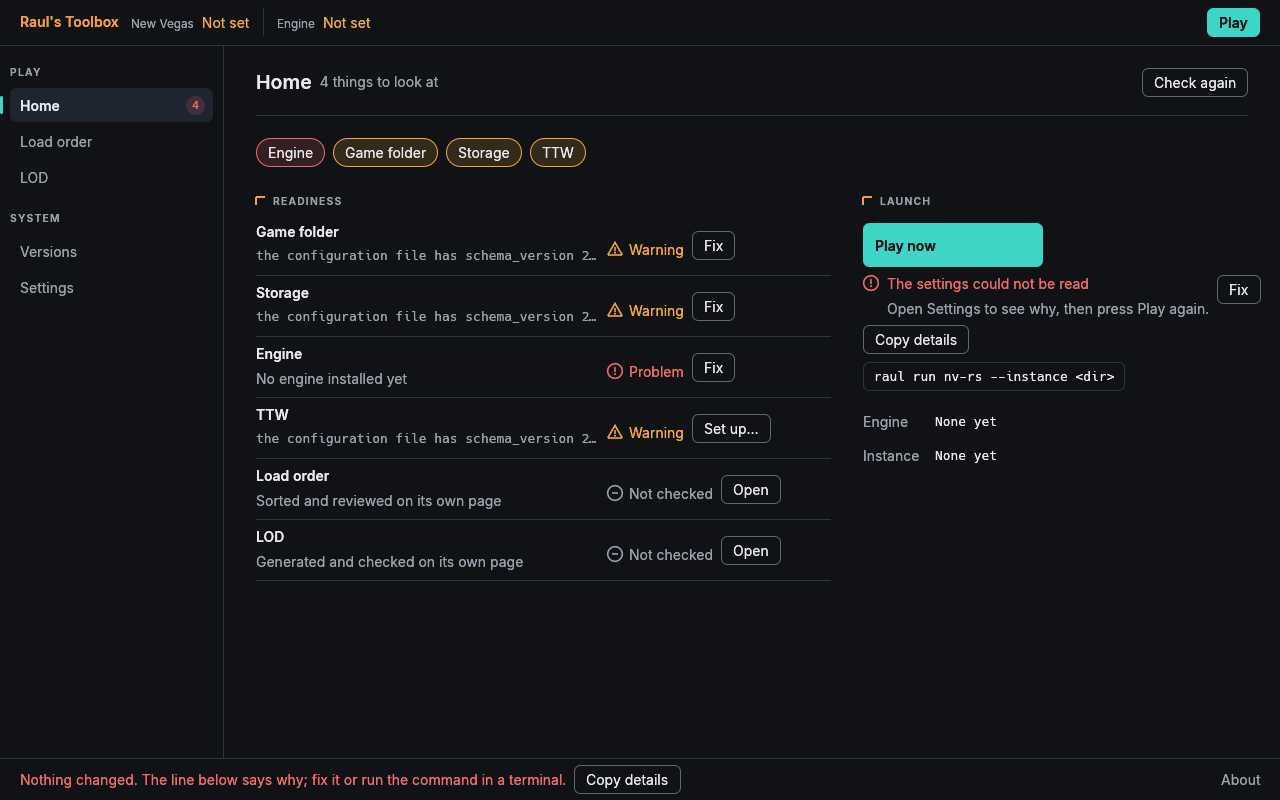 Raul's Toolbox New Vegas Not set Engine Not set Play
PLAY
Home 4
Load order
LOD
SYSTEM
Versions
Settings
Home 4 things to look at Check again
Engine Game folder Storage TTW
READINESS
Game folder
the configuration file has schema_version 2… Warning Fix
Storage
the configuration file has schema_version 2… Warning Fix
Engine
No engine installed yet Problem Fix
TTW
the configuration file has schema_version 2… Warning Set up…
Load order
Sorted and reviewed on its own page Not checked Open
LOD
Generated and checked on its own page Not checked Open
LAUNCH
Play now
The settings could not be read Fix
Open Settings to see why, then press Play again.
Copy details
raul run nv-rs --instance <dir>
Engine None yet
Instance None yet
Nothing changed. The line below says why; fix it or run the command in a terminal. Copy details About